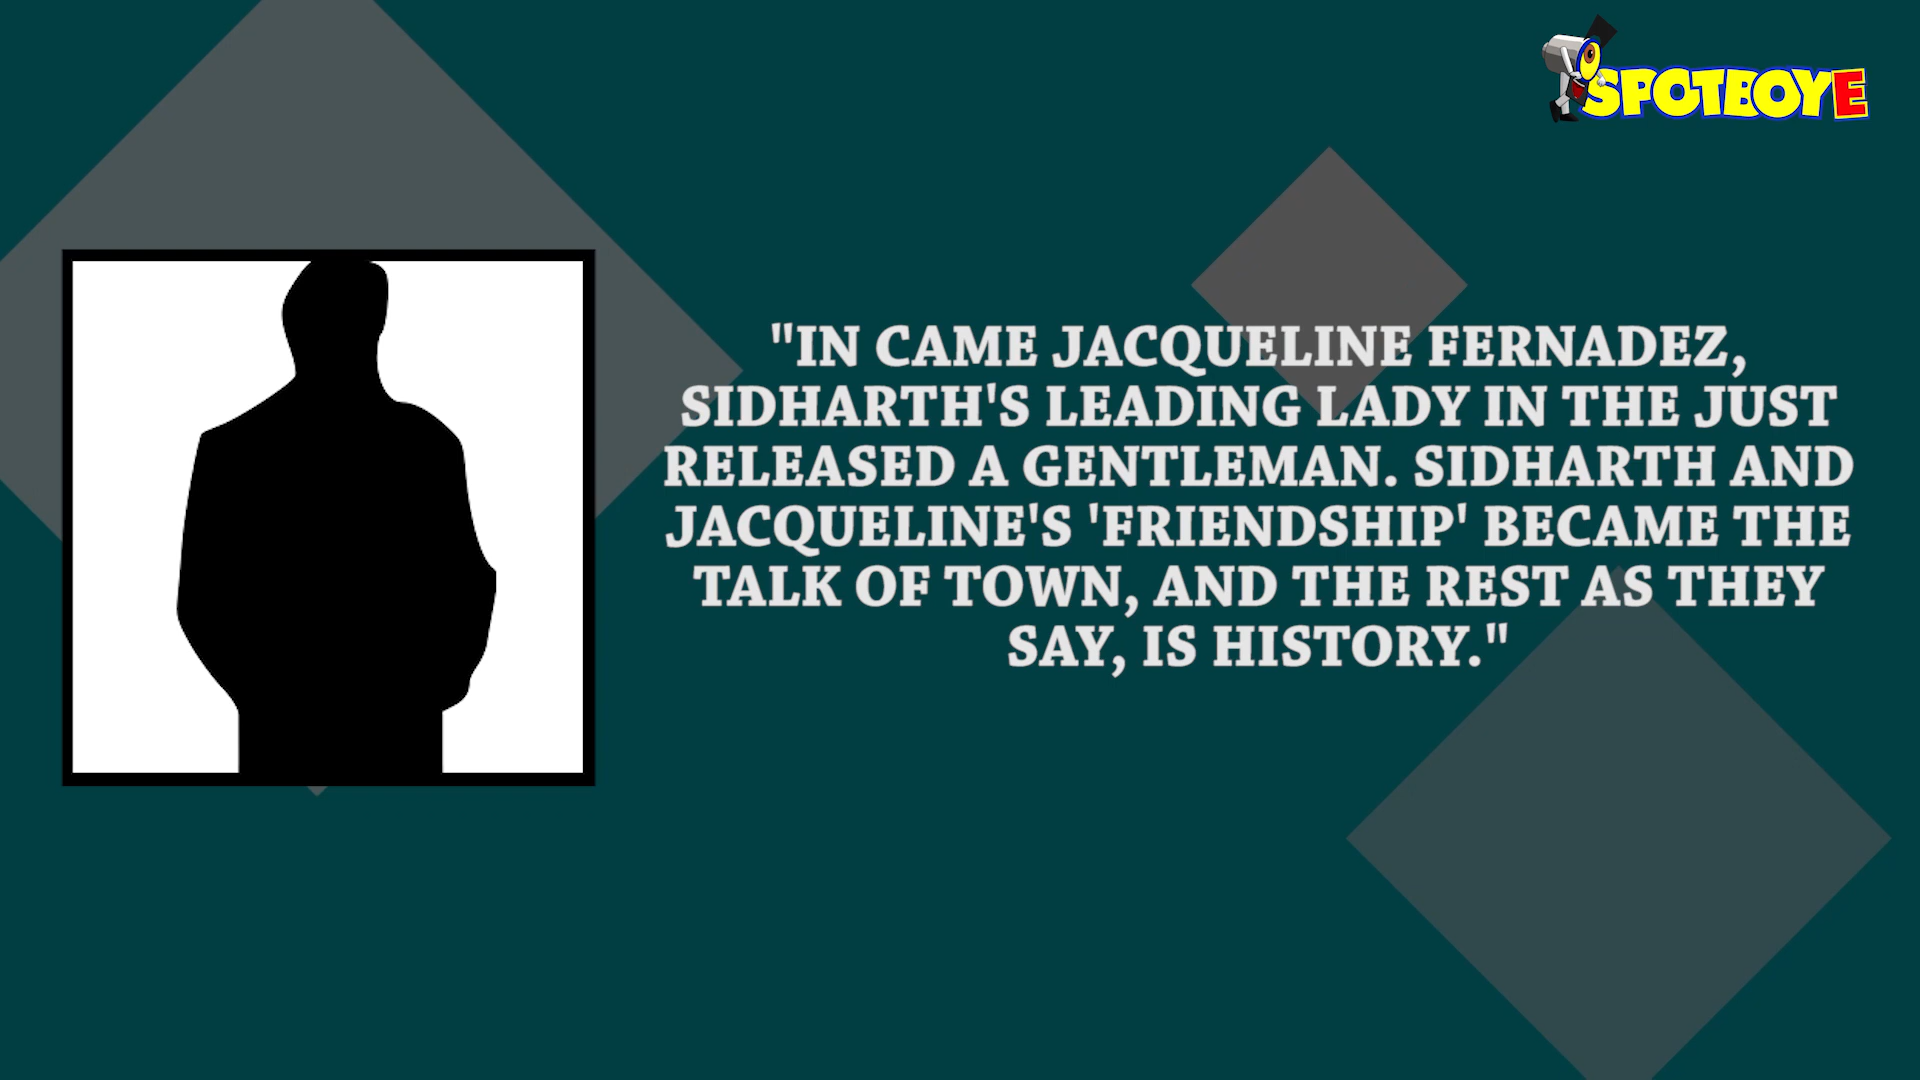 SPOTBOYE
"IN CAME JACQUELINE FERNADEZ,
SIDHARTH'S LEADING LADY IN THE JUST
RELEASED A GENTLEMAN. SIDHARTH AND
JACQUELINE'S 'FRIENDSHIP' BECAME THE
TALK OF TOWN, AND THE REST AS THEY
SAY, IS HISTORY."